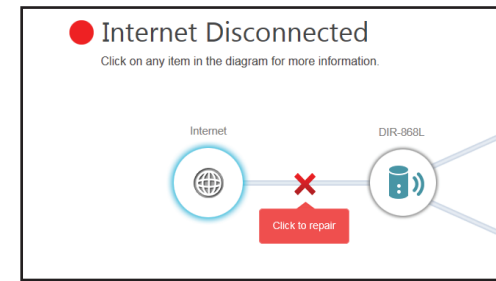 Internet Disconnected
Click on any item in the diagram for more information.
Internet
DIR-868L
Click to repair